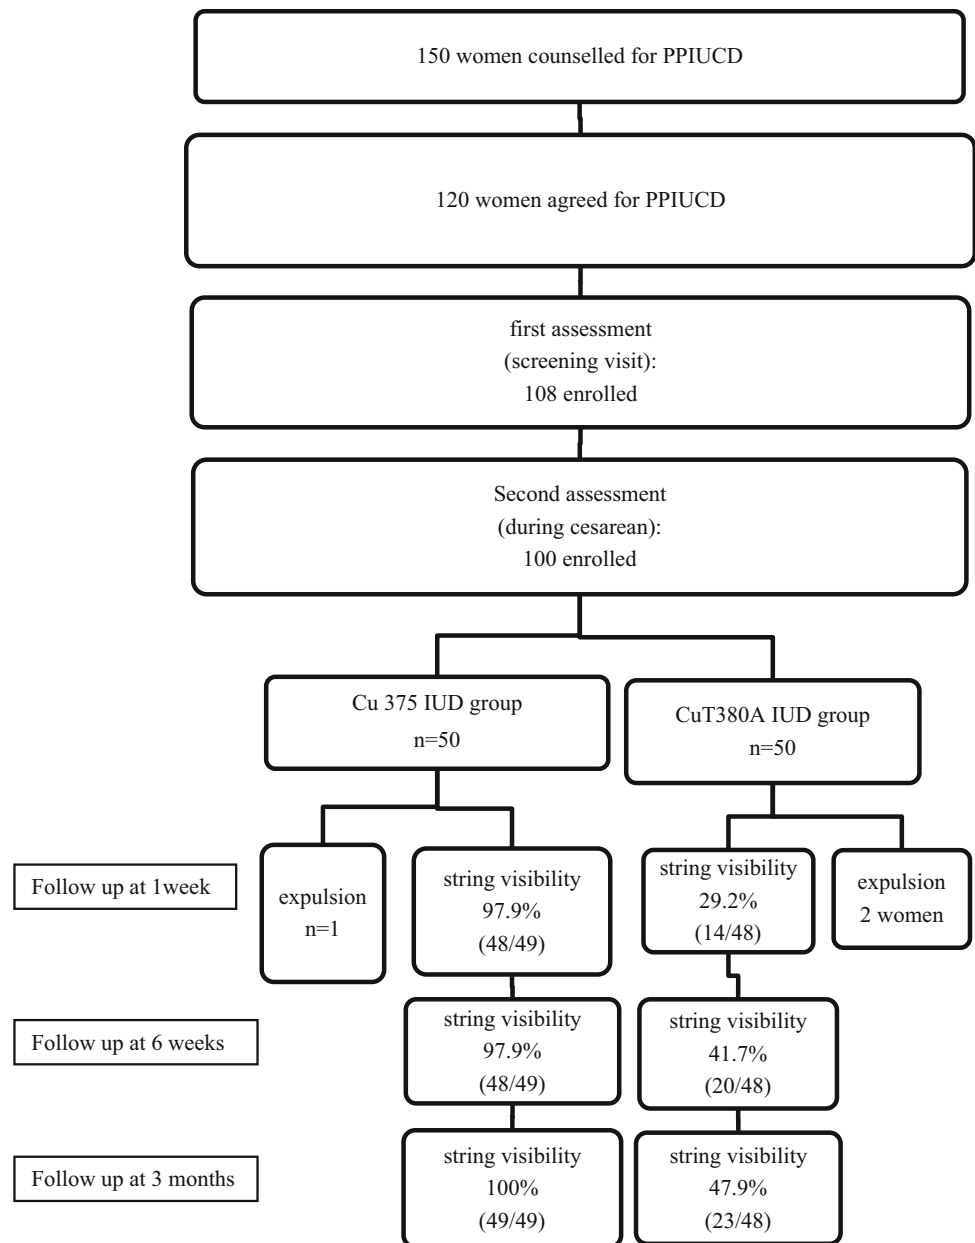 150 women counselled for PPIUCD
120 women agreed for PPIUCD
first assessment
(screening visit):
108 enrolled
Second assessment
(during cesarean):
100 enrolled
Cu 375 IUD group
n=50
CuT380A IUD group
n=50
Follow up at 1week
expulsion
n=1
string visibility
97.9%
(48/49)
string visibility
29.2%
(14/48)
expulsion
2 women
Follow up at 6 weeks
string visibility
97.9%
(48/49)
string visibility
41.7%
(20/48)
Follow up at 3 months
string visibility
100%
(49/49)
string visibility
47.9%
(23/48)